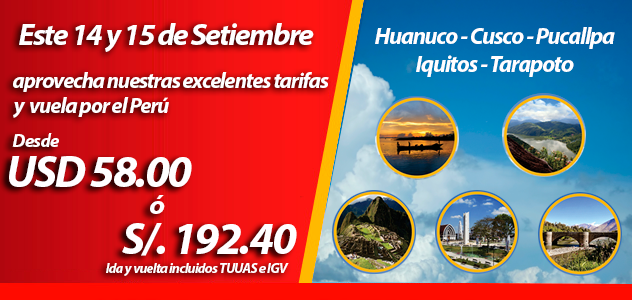 Este 14 y 15 de Setiembre
aprovecha nuestras excelentes tarifas
y vuela por el Perú
Desde
USD 58.00
ó
S/. 192.40
Ida y vuelta incluidos TUUAS e IGV
Huanuco - Cusco - Pucallpa
Iquitos - Tarapoto